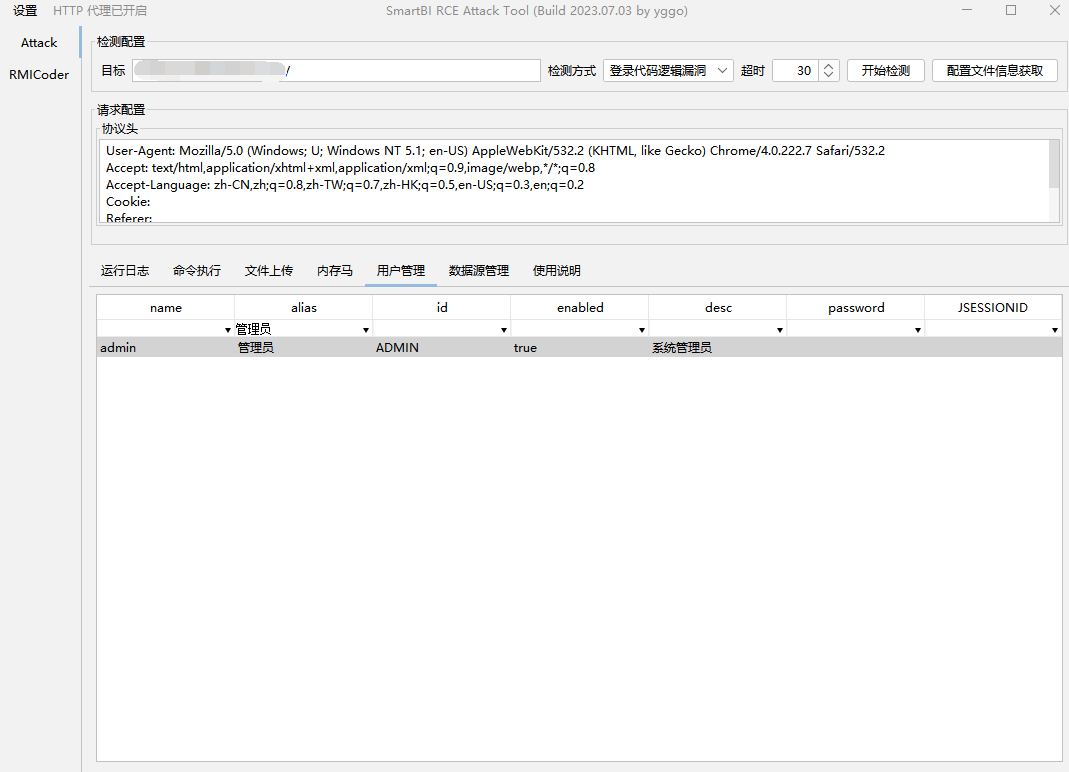 设置 HTTP 代理已开启 SmartBI RCE Attack Tool (Build 2023.07.03 by yggo)
Attack
RMICoder
检测配置
目标 / 检测方式 登录代码逻辑漏洞 超时 30 开始检测 配置文件信息获取
请求配置
协议头
User-Agent: Mozilla/5.0 (Windows; U; Windows NT 5.1; en-US) AppleWebKit/532.2 (KHTML, like Gecko) Chrome/4.0.222.7 Safari/532.2
Accept: text/html,application/xhtml+xml,application/xml;q=0.9,image/webp,*/*;q=0.8
Accept-Language: zh-CN,zh;q=0.8,zh-TW;q=0.7,zh-HK;q=0.5,en-US;q=0.3,en;q=0.2
Cookie:
Referer:
运行日志 命令执行 文件上传 内存马 用户管理 数据源管理 使用说明
name alias id enabled desc password JSESSIONID
管理员
admin 管理员 ADMIN true 系统管理员